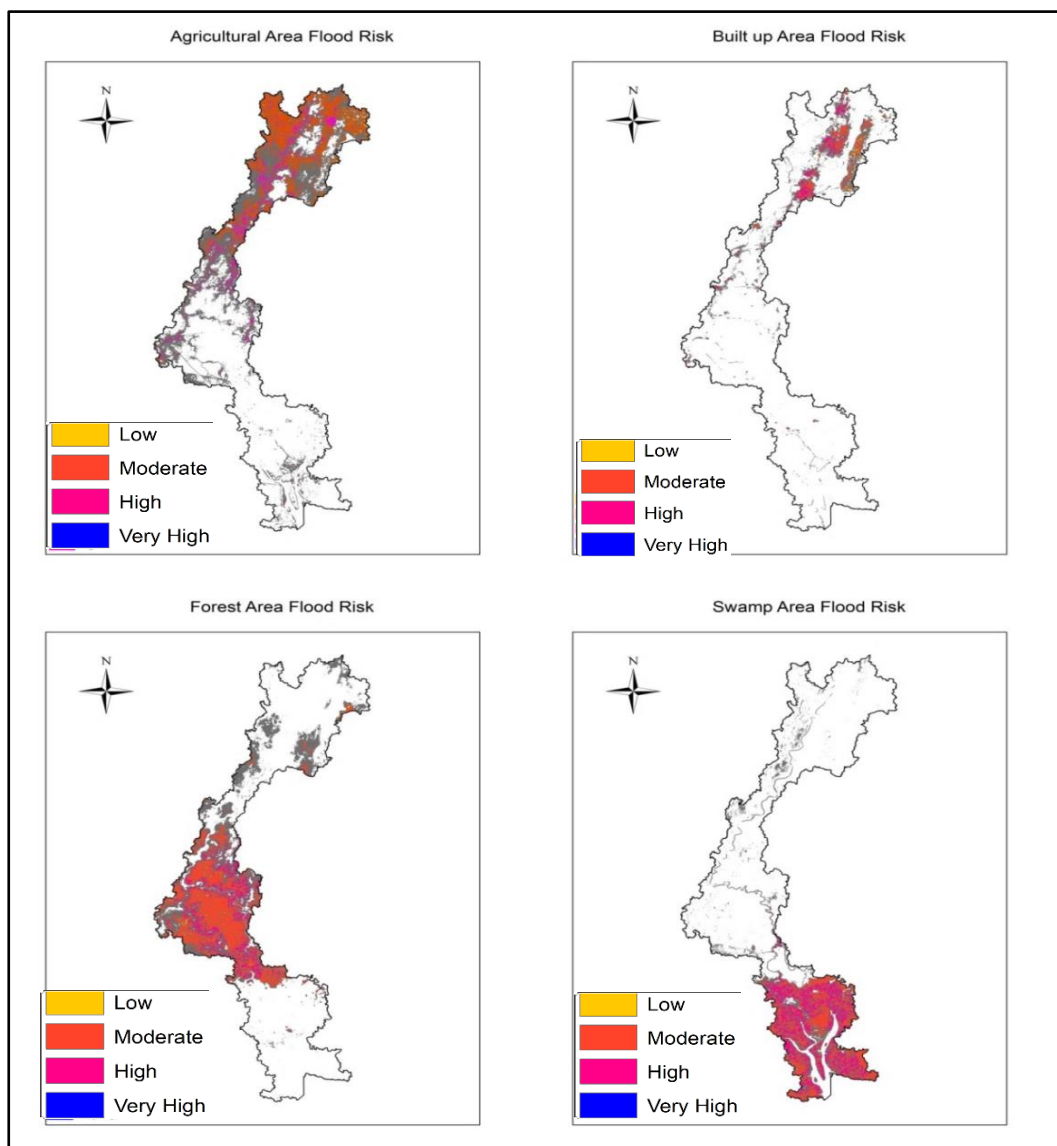 Agricultural Area Flood Risk
N
Low
Moderate
High
Very High
Built up Area Flood Risk
N
Low
Moderate
High
Very High
Forest Area Flood Risk
N
Low
Moderate
High
Very High
Swamp Area Flood Risk
N
Low
Moderate
High
Very High